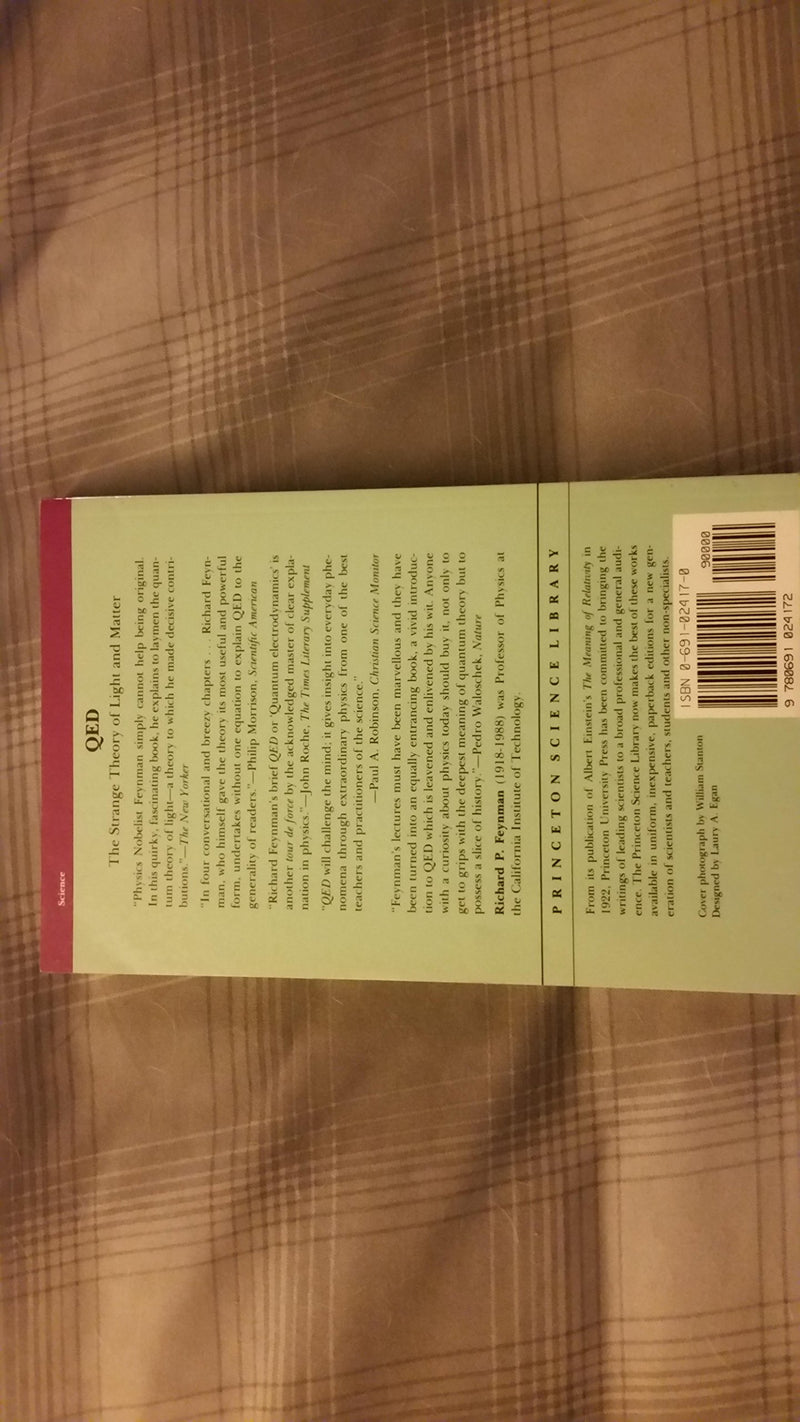 Science
QED
The Strange Theory of Light and Matter
"Physics Nobelist Feynman simply cannot help being original.
In this quirky, fascinating book, he explains to laymen the quan-
tum theory of light—a theory to which he made decisive contri-
butions."—The New Yorker
"In four conversational and breezy chapters . . . Richard Feyn-
man, who himself gave the theory its most useful and powerful
form, undertakes without one equation to explain QED to the
generality of readers."—Philip Morrison, Scientific American
"Richard Feynman's brief QED or 'Quantum electrodynamics' is
another tour de force by the acknowledged master of clear expla-
nation in physics."—John Roche, The Times Literary Supplement
"QED will challenge the mind; it gives insight into everyday phe-
nomena through extraordinary physics from one of the best
teachers and practitioners of the science."
—Paul A. Robinson, Christian Science Monitor
"Feynman's lectures must have been marvellous and they have
been turned into an equally entrancing book, a vivid introduc-
tion to QED which is leavened and enlivened by his wit. Anyone
with a curiosity about physics today should buy it, not only to
get to grips with the deepest meaning of quantum theory but to
possess a slice of history."—Pedro Waloschek, Nature
Richard P. Feynman (1918-1988) was Professor of Physics at
the California Institute of Technology.
PRINCETON SCIENCE LIBRARY
From its publication of Albert Einstein's The Meaning of Relativity in
1922, Princeton University Press has been committed to bringing the
writings of leading scientists to a broad professional and general audi-
ence. The Princeton Science Library now makes the best of these works
available in uniform, inexpensive, paperback editions for a new gen-
eration of scientists and teachers, students and other non-specialists.
Cover photograph by William Stanton
Designed by Laury A. Egan
ISBN 0-691-02417-0
90000
9 780691 024172